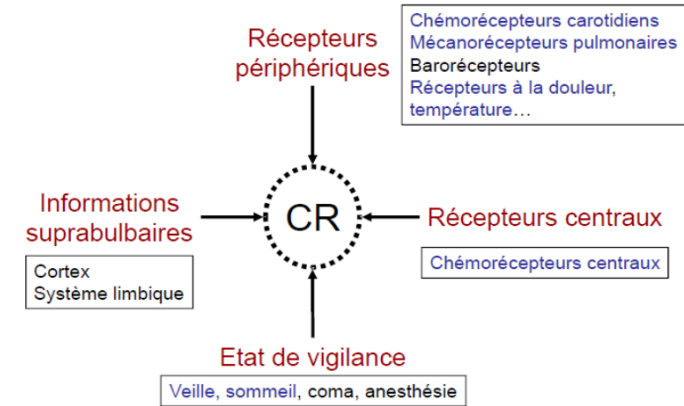 Récepteurs
périphériques
Chémorécepteurs carotidiens
Mécanorécepteurs pulmonaires
Barorécepteurs
Récepteurs à la douleur,
température…
Informations
suprabulbaires
Cortex
Système limbique
CR
Récepteurs centraux
Chémorécepteurs centraux
Etat de vigilance
Veille, sommeil, coma, anesthésie